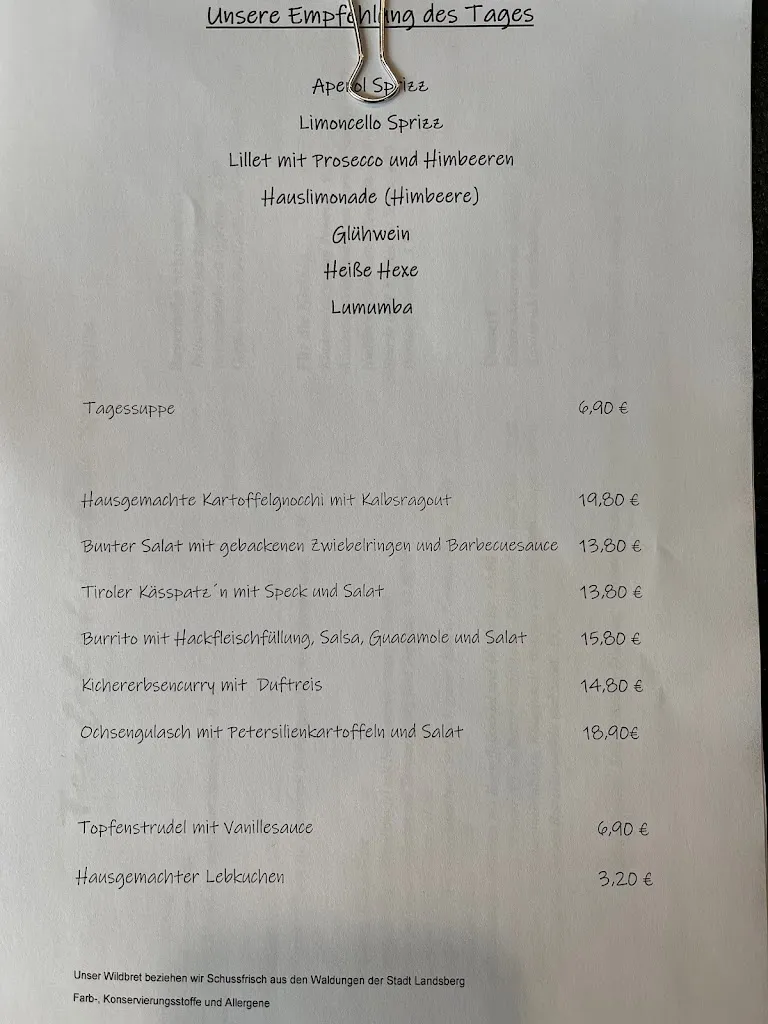 Unsere Empfehlung des Tages
Aperol Sprizz
Limoncello Sprizz
Lillet mit Prosecco und Himbeeren
Hauslimonade (Himbeere)
Glühwein
Heiße Hexe
Lumumba
Tagessuppe 6,90 €
Hausgemachte Kartoffelgnocchi mit Kalbsragout 19,80 €
Bunter Salat mit gebackenen Zwiebelringen und Barbecuesauce 13,80 €
Tiroler Kässpatz´n mit Speck und Salat 13,80 €
Burrito mit Hackfleischfüllung, Salsa, Guacamole und Salat 15,80 €
Kichererbsencurry mit Duftreis 14,80 €
Ochsengulasch mit Petersilienkartoffeln und Salat 18,90€
Topfenstrudel mit Vanillesauce 6,90 €
Hausgemachter Lebkuchen 3,20 €
Unser Wildbret beziehen wir Schussfrisch aus den Waldungen der Stadt Landsberg
Farb-, Konservierungsstoffe und Allergene